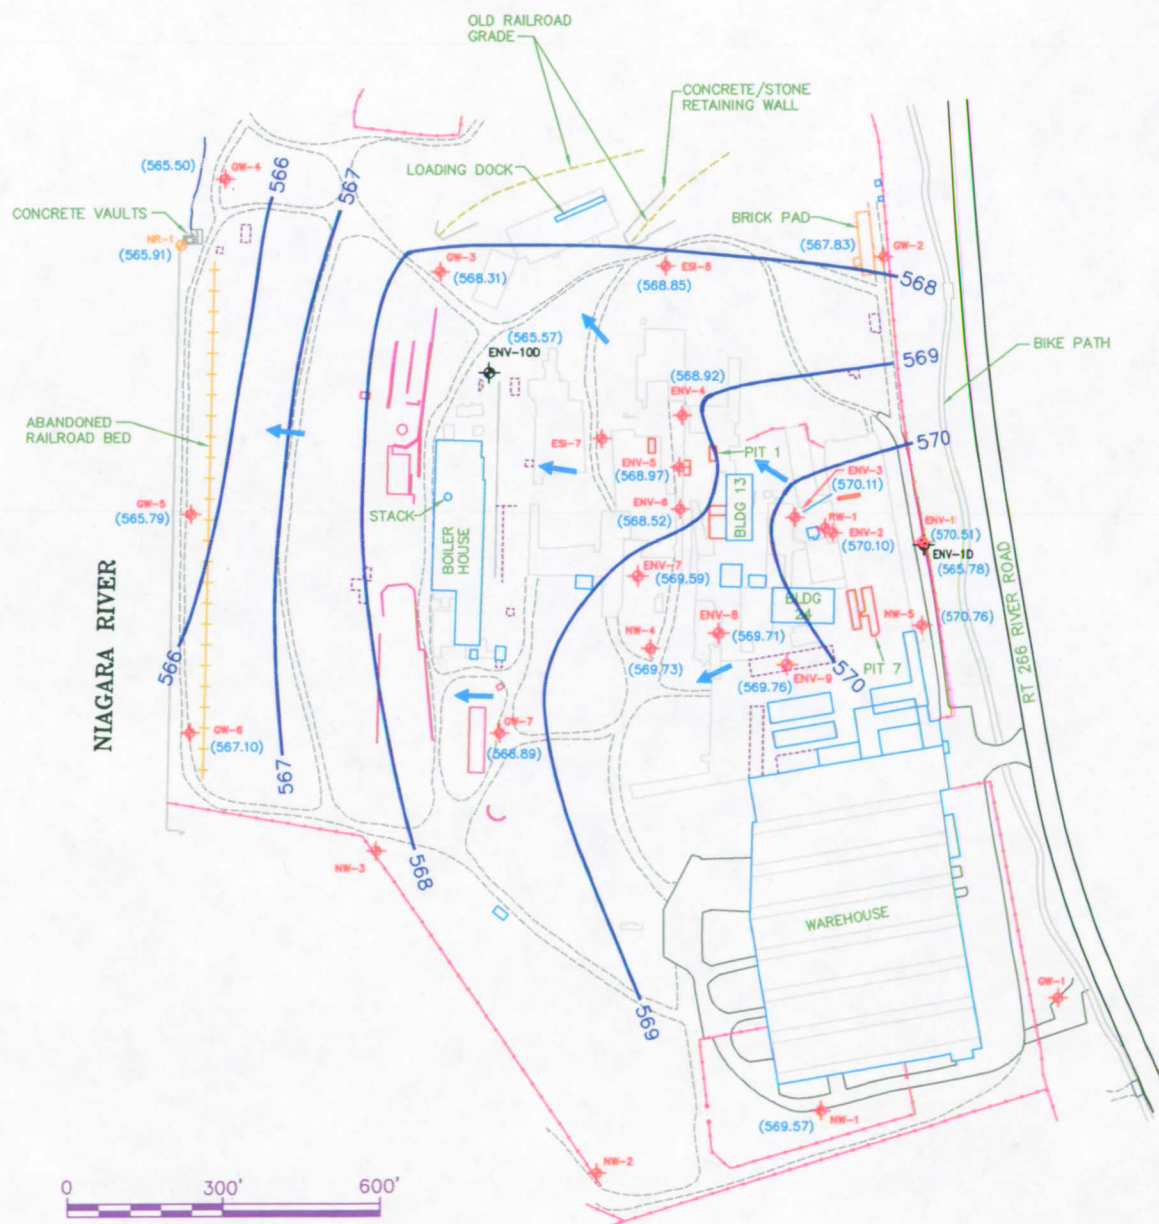 OLD RAILROAD
GRADE
CONCRETE/STONE
RETAINING WALL
(565.50)
GW-4
566
567
LOADING DOCK
CONCRETE VAULTS
NR-1
(565.91)
BRICK PAD
(567.83)
GW-2
GW-3
(568.31)
(568.85)
568
(565.57)
ENV-10D
BIKE PATH
569
(568.92)
ENV-4
ABANDONED
RAILROAD BED
ESI-7
570
PIT 1
ENV-5
(568.97)
ENV-3
(570.11)
GW-5
(565.79)
STACK
ENV-6
(568.52)
BLDG 13
RW-1
ENV-2
(570.10)
ENV-1
(570.51)
ENV-1D
(565.78)
BOILER
HOUSE
ENV-7
(569.59)
BLDG
24
NIAGARA RIVER
566
NW-4
(569.73)
ENV-8
(569.71)
NW-5
(570.76)
PIT 7
RT 266 RIVER ROAD
(569.76)
ENV-9
570
GW-6
(567.10)
GW-7
(568.89)
567
NW-3
568
WAREHOUSE
569
GW-1
(569.57)
NW-1
NW-2
0
300'
600'